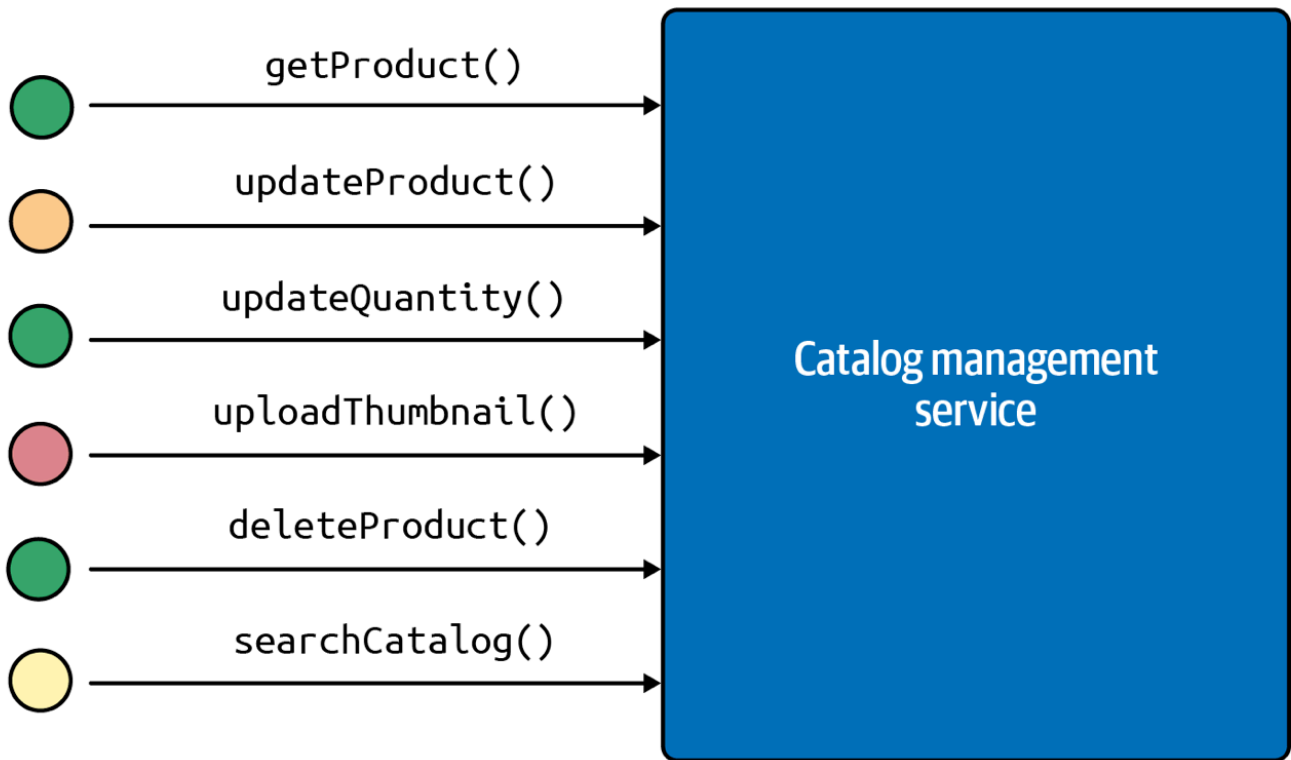 getProduct()
updateProduct()
updateQuantity()
uploadThumbnail()
deleteProduct()
searchCatalog()
Catalog management
service